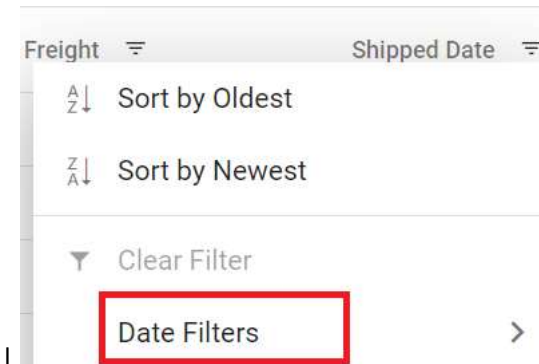 Freight Shipped Date
A Z Sort by Oldest
Z A Sort by Newest
Clear Filter
Date Filters